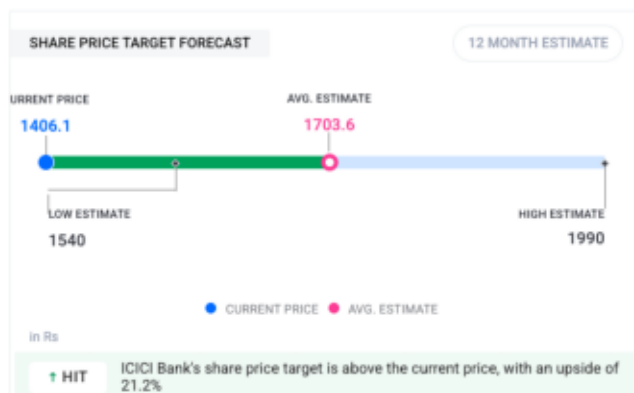 SHARE PRICE TARGET FORECAST
12 MONTH ESTIMATE
URRENT PRICE
AVG. ESTIMATE
1406.1
1703.6
LOW ESTIMATE
HIGH ESTIMATE
1540
1990
CURRENT PRICE
AVG. ESTIMATE
in Rs
↑ HIT
ICICI Bank's share price target is above the current price, with an upside of
21.2%